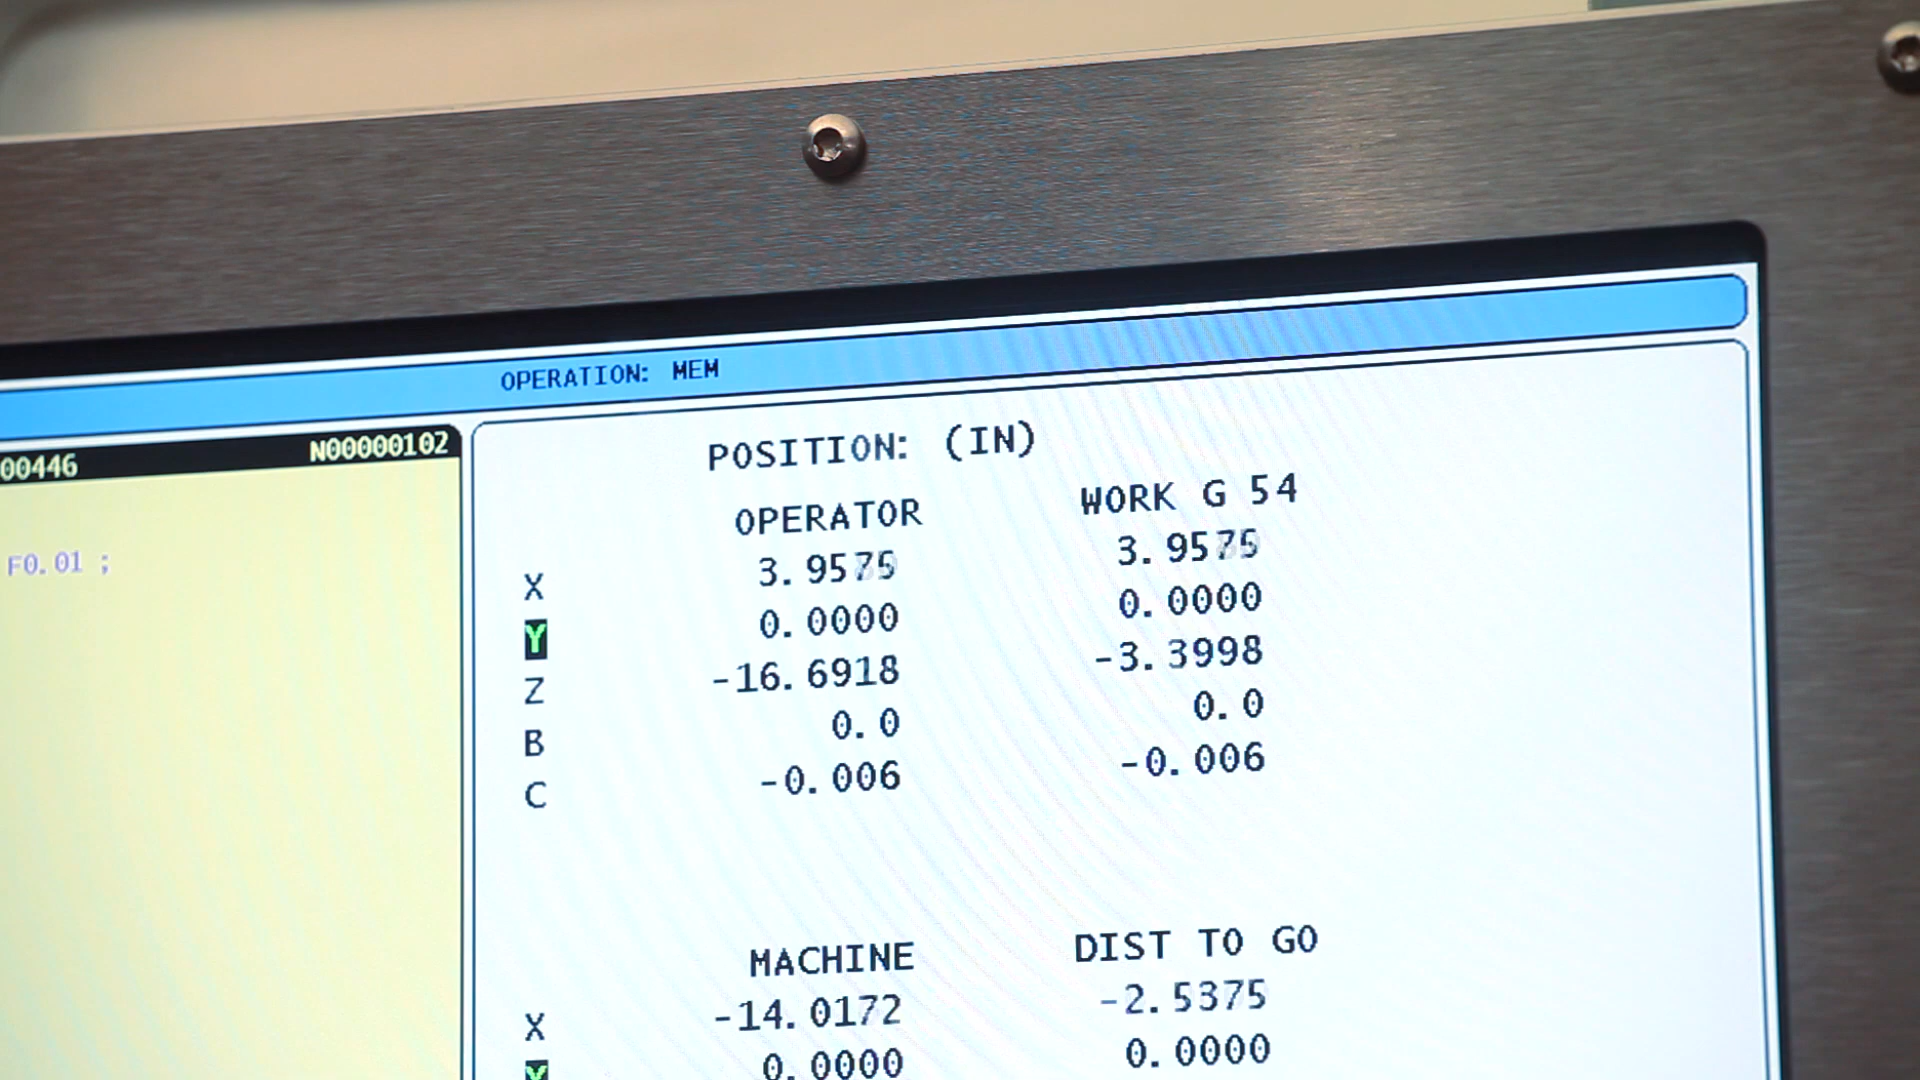 OPERATION: MEM
00446 N00000102
F0.01 ;
POSITION: (IN)
OPERATOR WORK G 54
X 3.9575 3.9575
Y 0.0000 0.0000
Z -16.6918 -3.3998
B 0.0 0.0
C -0.006 -0.006
MACHINE DIST TO GO
X -14.0172 -2.5375
Y 0.0000 0.0000